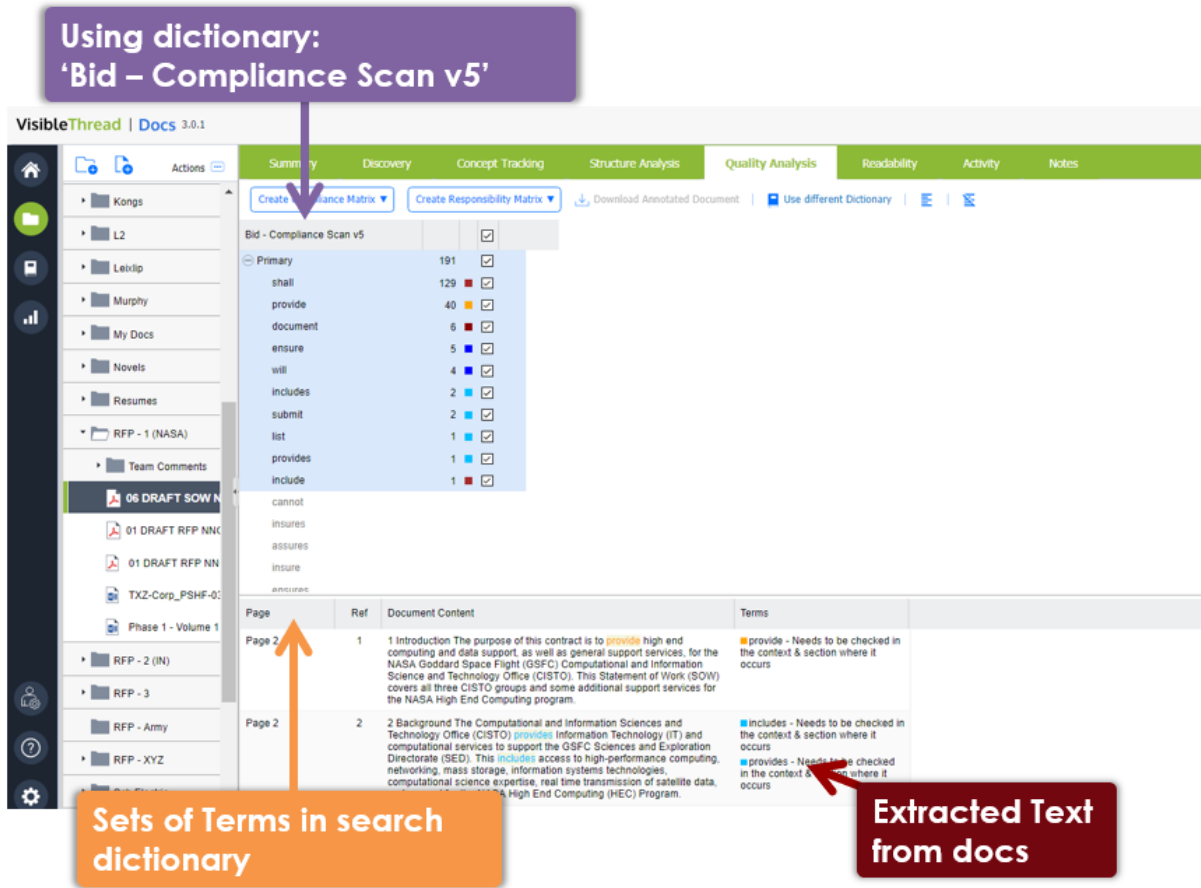 Using dictionary:
‘Bid – Compliance Scan v5’
VisibleThread | Docs 3.0.1
Actions
Summary Discovery Concept Tracking Structure Analysis Quality Analysis Readability Activity Notes
Create Matrix Create Responsibility Matrix Download Annotated Document Use different Dictionary
Kongs
L2
Leixlip
Murphy
My Docs
Novels
Resumes
RFP - 1 (NASA)
Team Comments
06 DRAFT SOW N
01 DRAFT RFP NNG
01 DRAFT RFP NN
TXZ-Corp_PSHF-03
Phase 1 - Volume 1
RFP - 2 (IN)
RFP - 3
RFP - Army
RFP - XYZ
Bid - Compliance Scan v5
Primary 191
shall 129
provide 40
document 6
ensure 5
will 4
includes 2
submit 2
list 1
provides 1
include 1
cannot
insures
assures
insure
ensures
Page Ref Document Content Terms
Page 2 1
1 Introduction The purpose of this contract is to provide high end
computing and data support, as well as general support services, for the
NASA Goddard Space Flight (GSFC) Computational and Information
Science and Technology Office (CISTO). This Statement of Work (SOW)
covers all three CISTO groups and some additional support services for
the NASA High End Computing program.
provide - Needs to be checked in
the context & section where it
occurs
Page 2 2
2 Background The Computational and Information Sciences and
Technology Office (CISTO) provides Information Technology (IT) and
computational services to support the GSFC Sciences and Exploration
Directorate (SED). This includes access to high-performance computing,
networking, mass storage, information systems technologies,
computational science expertise, real time transmission of satellite data,
High End Computing (HEC) Program.
includes - Needs to be checked in
the context & section where it
occurs
provides - Needs to be checked
in the context & section where it
occurs
Sets of Terms in search
dictionary
Extracted Text
from docs